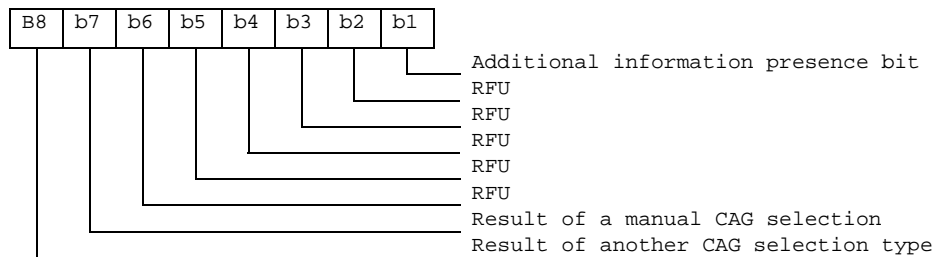 B8 b7 b6 b5 b4 b3 b2 b1
Additional information presence bit
RFU
RFU
RFU
RFU
RFU
Result of a manual CAG selection
Result of another CAG selection type